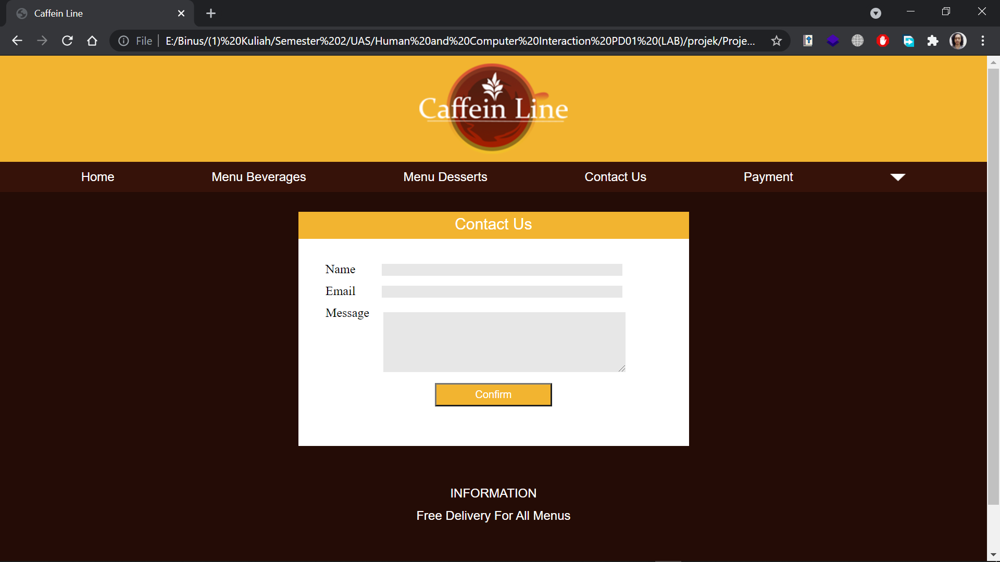 Caffein Line
File E:/Binus/(1)%20Kuliah/Semester%202/UAS/Human%20and%20Computer%20Interaction%20PD01%20(LAB)/projek/Proje...
Caffein Line
Home Menu Beverages Menu Desserts Contact Us Payment
Contact Us
Name
Email
Message
Confirm
INFORMATION
Free Delivery For All Menus